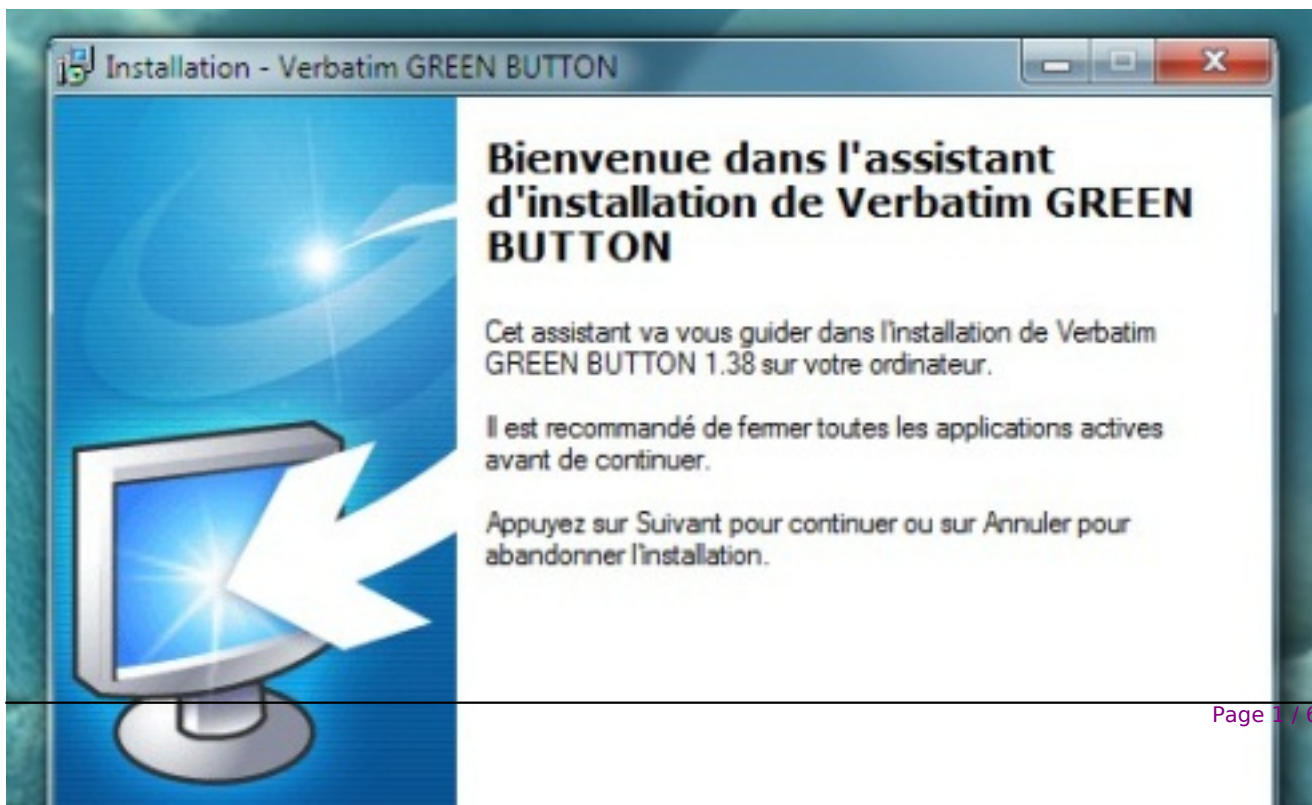 Installation - Verbatim GREEN BUTTON
Bienvenue dans l'assistant
d'installation de Verbatim GREEN
BUTTON
Cet assistant va vous guider dans l'installation de Verbatim
GREEN BUTTON 1.38 sur votre ordinateur.
Il est recommandé de fermer toutes les applications actives
avant de continuer.
Appuyez sur Suivant pour continuer ou sur Annuler pour
abandonner l'installation.
Page 1 / 6